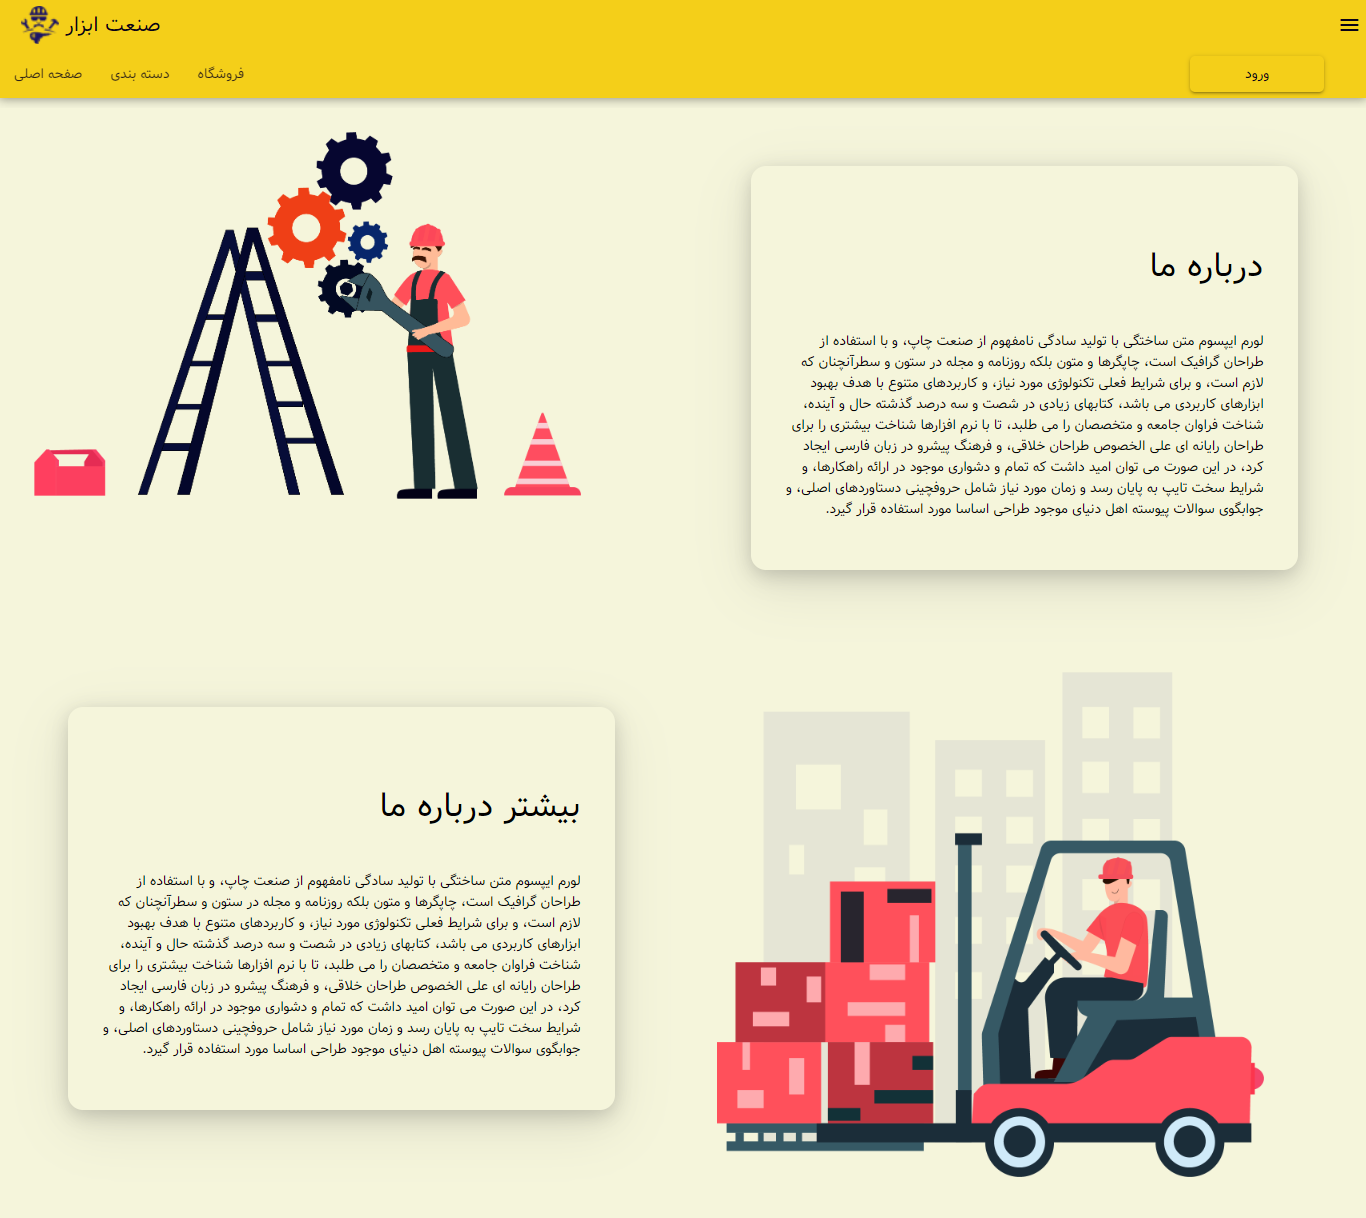 صنعت ابزار
صفحه اصلی
دسته بندی
فروشگاه
ورود
درباره ما
لورم ایپسوم متن ساختگی با تولید سادگی نامفهوم از صنعت چاپ، و با استفاده از
طراحان گرافیک است، چاپگرها و متون بلکه روزنامه و مجله در ستون و سطرآنچنان که
لازم است، و برای شرایط فعلی تکنولوژی مورد نیاز، و کاربردهای متنوع با هدف بهبود
ابزارهای کاربردی می باشد، کتابهای زیادی در شصت و سه درصد گذشته حال و آینده،
شناخت فراوان جامعه و متخصصان را می طلبد، تا با نرم افزارها شناخت بیشتری را برای
طراحان رایانه ای علی الخصوص طراحان خلاقی، و فرهنگ پیشرو در زبان فارسی ایجاد
کرد، در این صورت می توان امید داشت که تمام و دشواری موجود در ارائه راهکارها، و
شرایط سخت تایپ به پایان رسد و زمان مورد نیاز شامل حروفچینی دستاوردهای اصلی، و
جوابگوی سوالات پیوسته اهل دنیای موجود طراحی اساسا مورد استفاده قرار گیرد.
بیشتر درباره ما
لورم ایپسوم متن ساختگی با تولید سادگی نامفهوم از صنعت چاپ، و با استفاده از
طراحان گرافیک است، چاپگرها و متون بلکه روزنامه و مجله در ستون و سطرآنچنان که
لازم است، و برای شرایط فعلی تکنولوژی مورد نیاز، و کاربردهای متنوع با هدف بهبود
ابزارهای کاربردی می باشد، کتابهای زیادی در شصت و سه درصد گذشته حال و آینده،
شناخت فراوان جامعه و متخصصان را می طلبد، تا با نرم افزارها شناخت بیشتری را برای
طراحان رایانه ای علی الخصوص طراحان خلاقی، و فرهنگ پیشرو در زبان فارسی ایجاد
کرد، در این صورت می توان امید داشت که تمام و دشواری موجود در ارائه راهکارها، و
شرایط سخت تایپ به پایان رسد و زمان مورد نیاز شامل حروفچینی دستاوردهای اصلی، و
جوابگوی سوالات پیوسته اهل دنیای موجود طراحی اساسا مورد استفاده قرار گیرد.